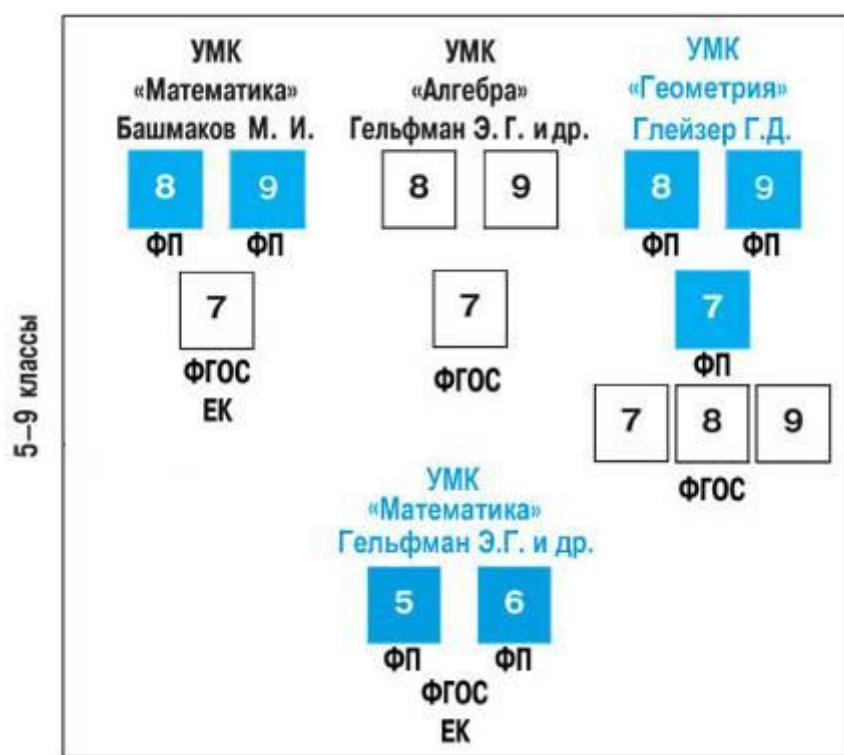 5–9 классы
УМК
«Математика»
Башмаков М. И.
8 9
ФП ФП
7
ФГОС
ЕК
УМК
«Алгебра»
Гельфман Э. Г. и др.
8 9
7
ФГОС
УМК
«Геометрия»
Глейзер Г.Д.
8 9
ФП ФП
7
ФП
7 8 9
ФГОС
УМК
«Математика»
Гельфман Э.Г. и др.
5 6
ФП ФП
ФГОС
ЕК